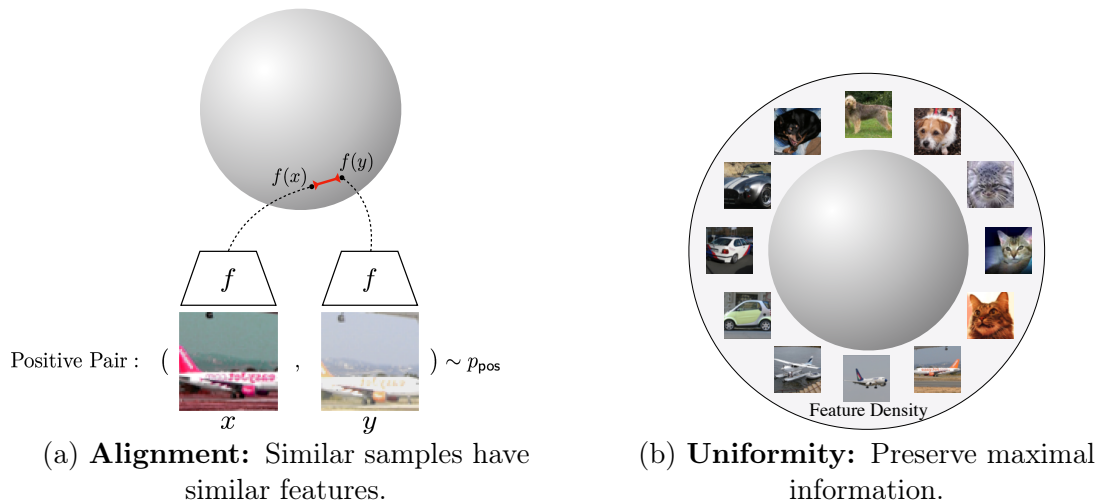 f(x)
f(y)
f
f
Positive Pair : ( , ) ∼ p_pos
x
y
(a) Alignment: Similar samples have
similar features.
Feature Density
(b) Uniformity: Preserve maximal
information.